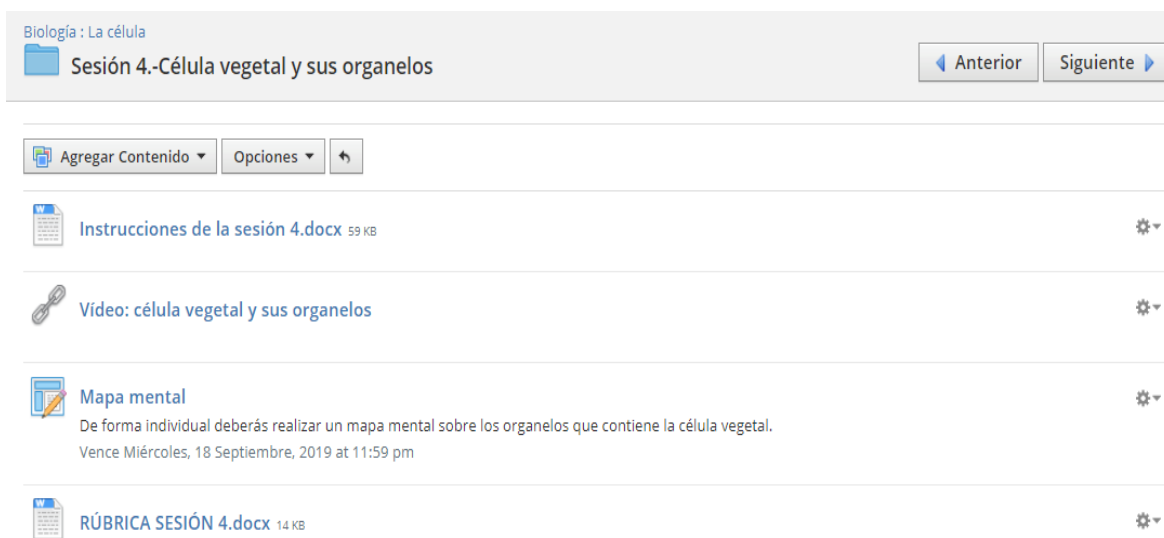 Biología : La célula
Sesión 4.-Célula vegetal y sus organelos
Anterior
Siguiente
Agregar Contenido
Opciones
Instrucciones de la sesión 4.docx 59 KB
Vídeo: célula vegetal y sus organelos
Mapa mental
De forma individual deberás realizar un mapa mental sobre los organelos que contiene la célula vegetal.
Vence Miércoles, 18 Septiembre, 2019 at 11:59 pm
RÚBRICA SESIÓN 4.docx 14 KB